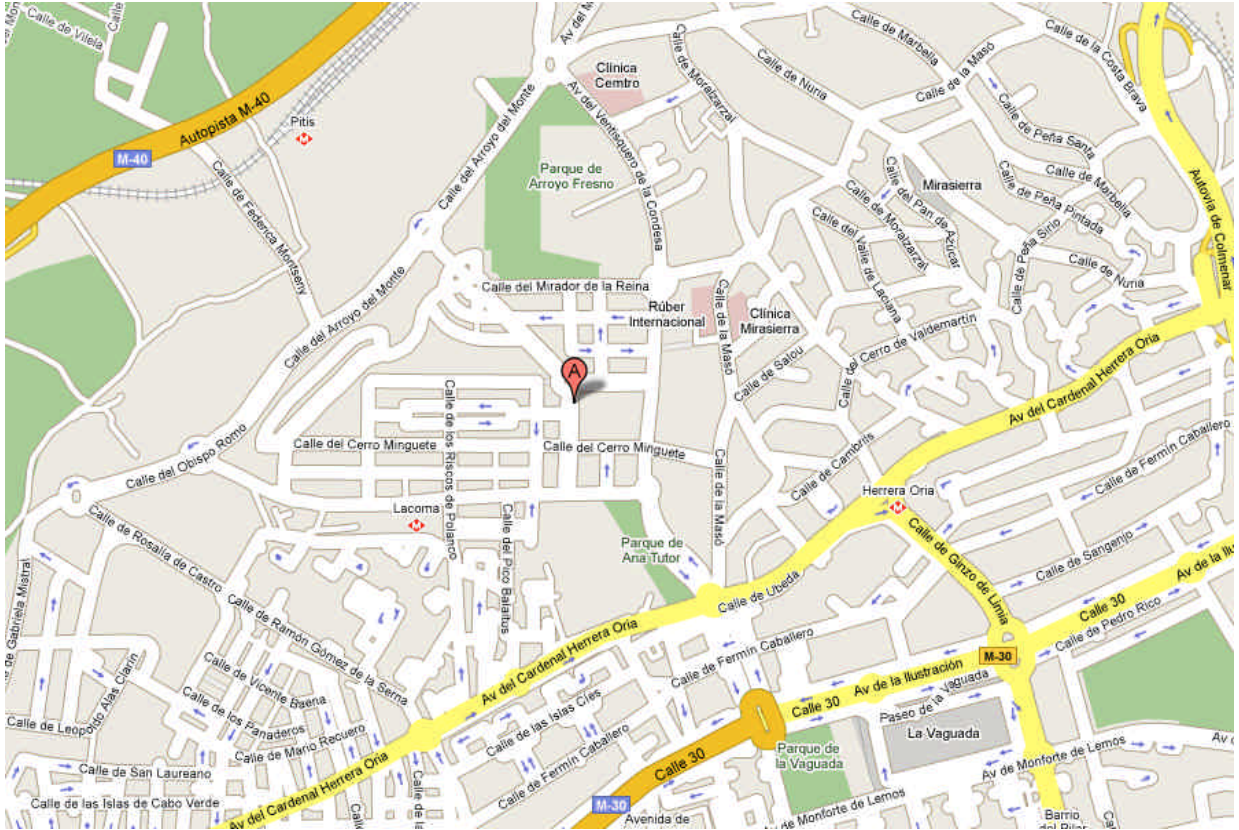 Calle de Vilela
Av del M
Calle de Marbella
Calle de la Costa Brava
Clínica
Cemtro
Calle de Moralzarzal
Calle de la Masó
Calle de Nuria
Autopista M-40
Pitis
M-40
Calle del Arroyo del Monte
Av del Ventisquero de la Condesa
Calle de Peña Santa
Parque de
Arroyo Fresno
Mirasierra
Calle de Marbella
Calle de Peña Pintada
Calle del Pan de Azúcar
Calle de Moralzarzal
Autovía de Colmenar
Calle de Federica Montseny
Calle del Valle de Laciana
Calle de Peña Sirio
Calle de Nuria
Calle del Mirador de la Reina
Rúber
Internacional
Calle de la Masó
Clínica
Mirasierra
Calle del Arroyo del Monte
Calle del Cerro de Valdemartín
Calle de Salou
A
Av del Cardenal Herrera Oria
Calle de los Riscos de Polanco
Calle del Cerro Minguete
Calle del Cerro Minguete
Calle del Obispo Romo
Calle de la Masó
Calle de Cambrils
Calle de Fermín Caballero
Herrera Oria
Lacoma
Calle del Pico Balaitus
Calle de Rosalía de Castro
Parque de
Ana Tutor
Calle de Ginzo de Limia
Calle de Sangenjo
Av de la Ilus
de Gabriela Mistral
Calle de Ubeda
Calle 30
Calle de Pedro Rico
Calle de Ramón Gómez de la Serna
Av del Cardenal Herrera Oria
Calle de Fermín Caballero
M-30
Av de la Ilustración
Calle de Leopoldo Alas Clarín
Calle de Vicente Baena
Calle de los Panaderos
Calle de las Islas Cíes
Calle 30
Paseo de la Vaguada
La Vaguada
Calle de Mario Recuero
Calle de Fermín Caballero
Parque de
la Vaguada
Av de Monforte de Lemos
Av d
Calle de San Laureano
Calle 30
Calle de las Islas de Cabo Verde
Av del Cardenal Herrera Oria
Calle de la
M-30
Avenida de
Av de Monforte de Lemos
Barrio
del Pilar